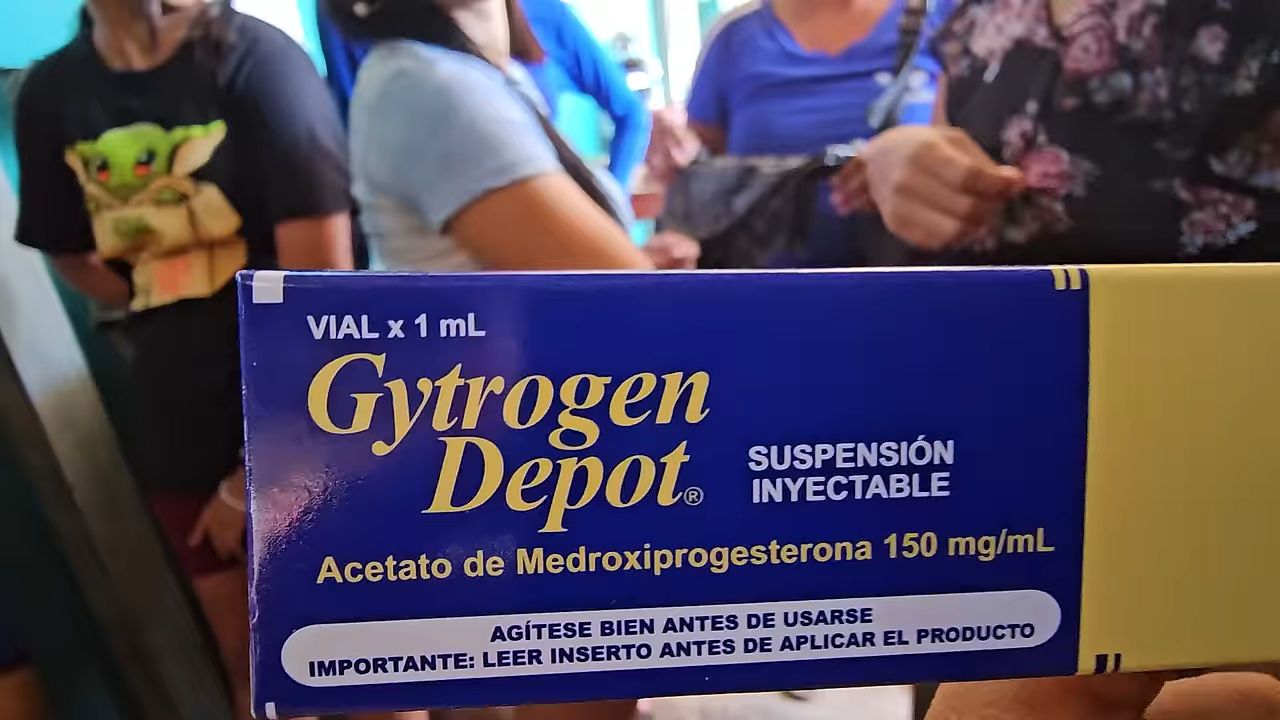 VIAL x 1 mL
Gytrogen
Depot®
SUSPENSIÓN
INYECTABLE
Acetato de Medroxiprogesterona 150 mg/mL
AGÍTESE BIEN ANTES DE USARSE
IMPORTANTE: LEER INSERTO ANTES DE APLICAR EL PRODUCTO